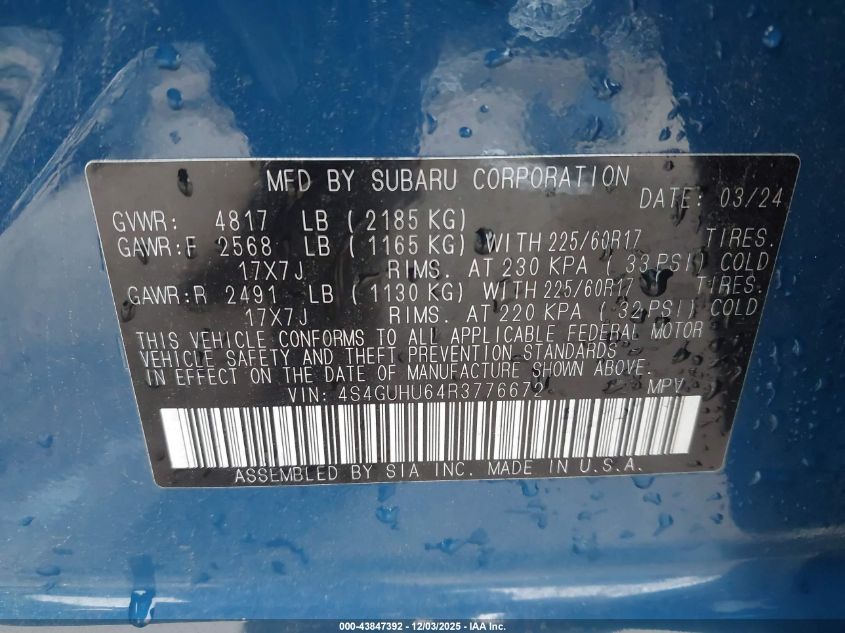 MFD BY SUBARU CORPORATION
DATE: 03/24
GVWR: 4817 LB ( 2185 KG)
GAWR:F 2568 LB ( 1165 KG) WITH 225/60R17 TIRES.
17X7J RIMS. AT 230 KPA ( 33 PSI) COLD
GAWR:R 2491 LB ( 1130 KG) WITH 225/60R17 TIRES.
17X7J RIMS. AT 220 KPA ( 32 PSI) COLD
THIS VEHICLE CONFORMS TO ALL APPLICABLE FEDERAL MOTOR
VEHICLE SAFETY AND THEFT PREVENTION STANDARDS
IN EFFECT ON THE DATE OF MANUFACTURE SHOWN ABOVE.
VIN: 4S4GUHU64R3776672 MPV
ASSEMBLED BY SIA INC. MADE IN U.S.A.
000-43847392 - 12/03/2025 - IAA Inc.